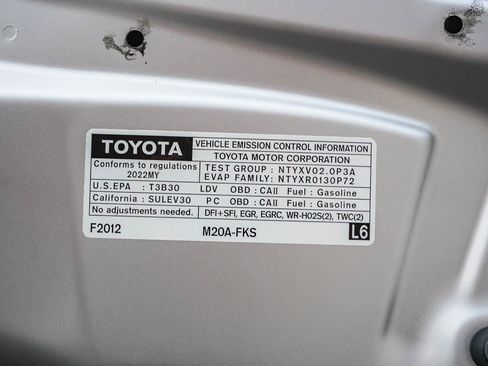 TOYOTA
VEHICLE EMISSION CONTROL INFORMATION
TOYOTA MOTOR CORPORATION
Conforms to regulations
2022MY
TEST GROUP : NTYXV02.0P3A
EVAP FAMILY: NTYXR0130P72
U.S.EPA : T3B30 LDV OBD : CAII Fuel : Gasoline
California : SULEV30 PC OBD : CAII Fuel : Gasoline
No adjustments needed. DFI+SFI, EGR, EGRC, WR-HO2S(2), TWC(2)
F2012 M20A-FKS L6